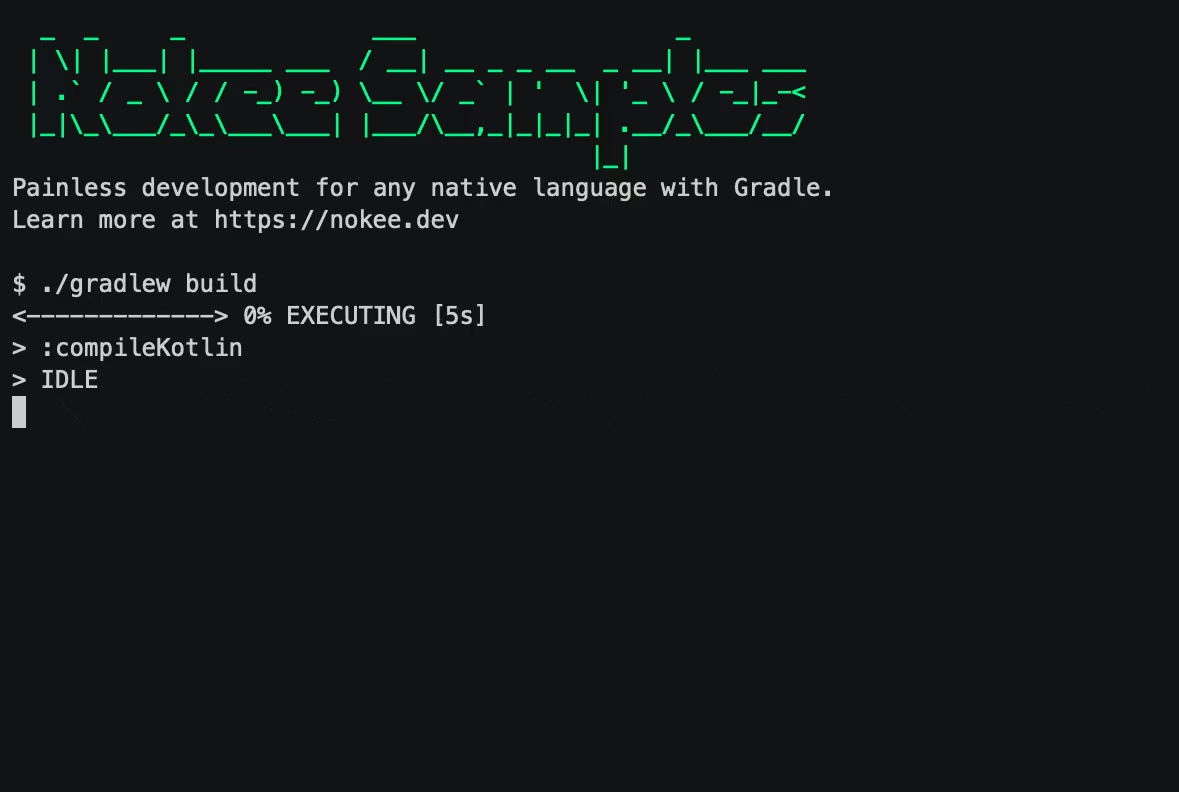 Nokee Samples
Painless development for any native language with Gradle.
Learn more at https://nokee.dev
$ ./gradlew build
<-------------> 0% EXECUTING [5s]
> :compileKotlin
> IDLE